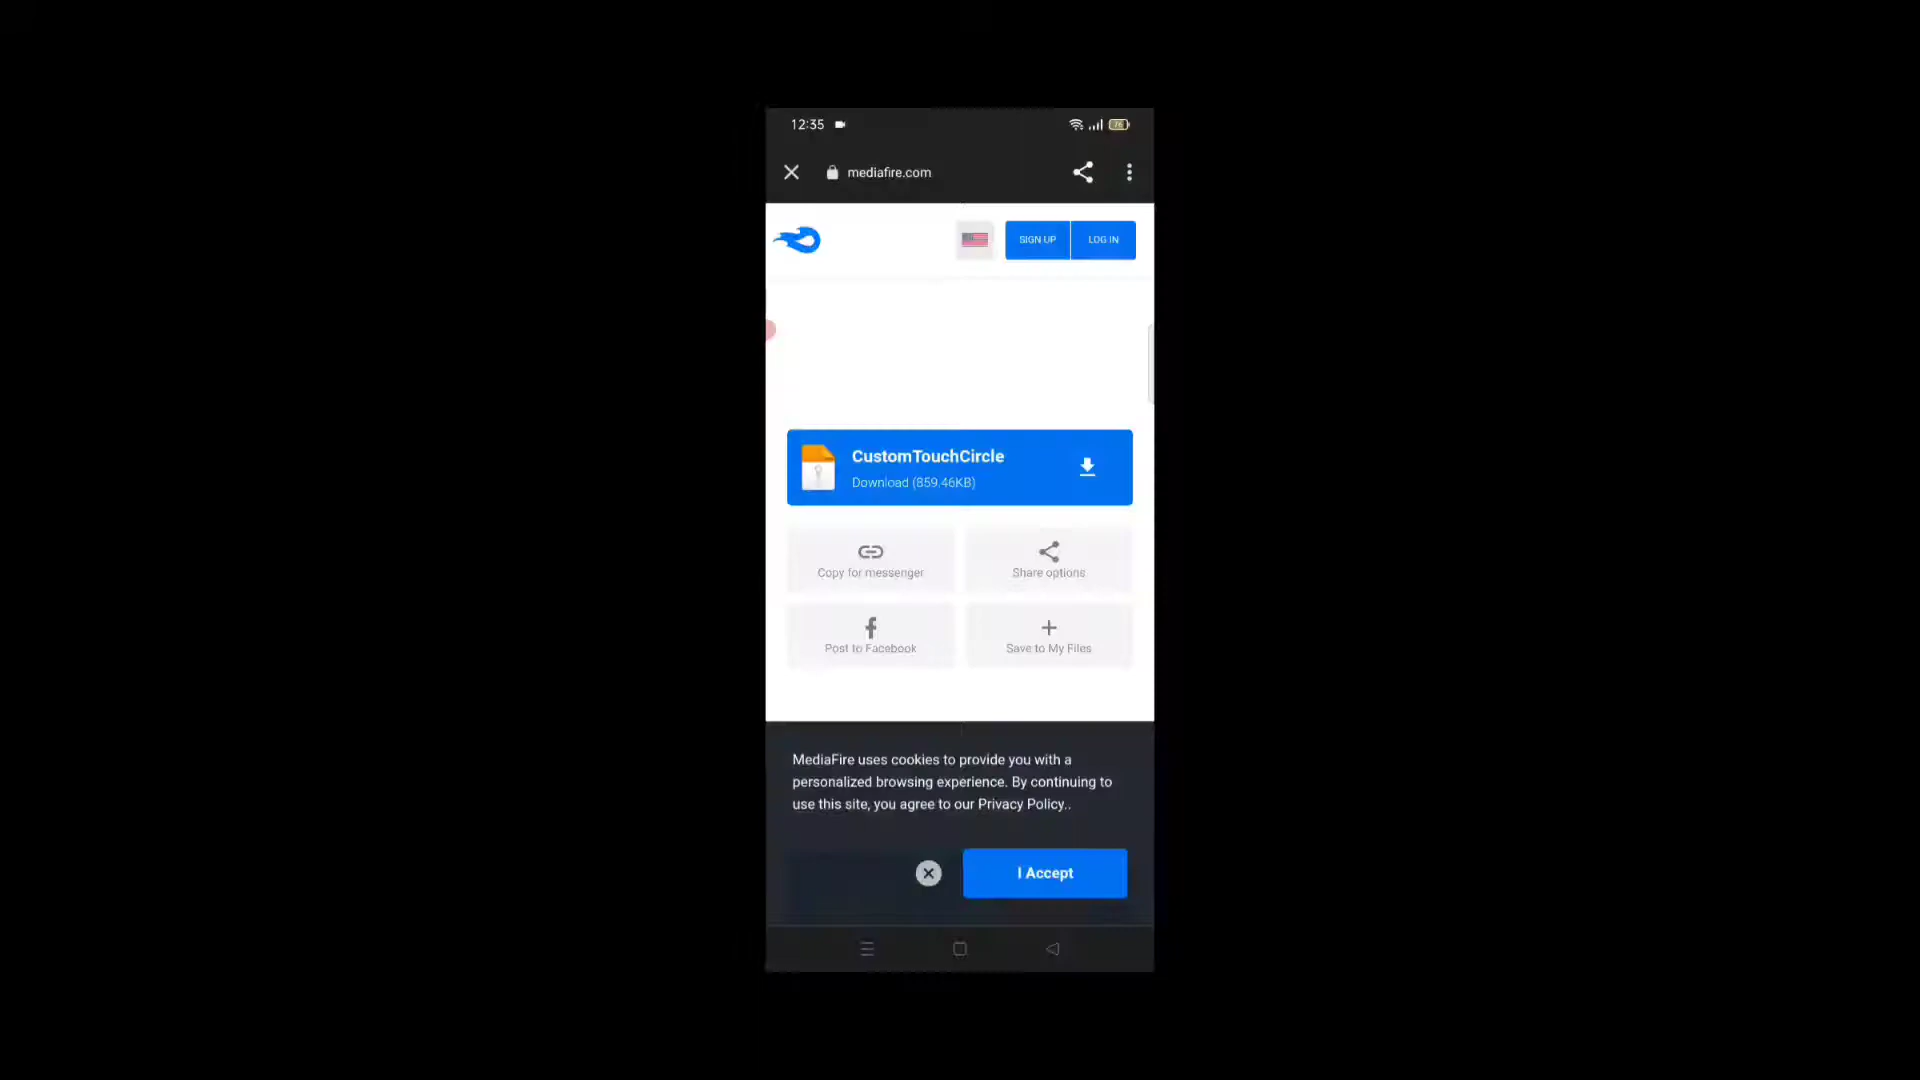 12:35
76
mediafire.com
SIGN UP
LOG IN
CustomTouchCircle
Download (859.46KB)
Copy for messenger
Share options
Post to Facebook
Save to My Files
MediaFire uses cookies to provide you with a
personalized browsing experience. By continuing to
use this site, you agree to our Privacy Policy..
I Accept